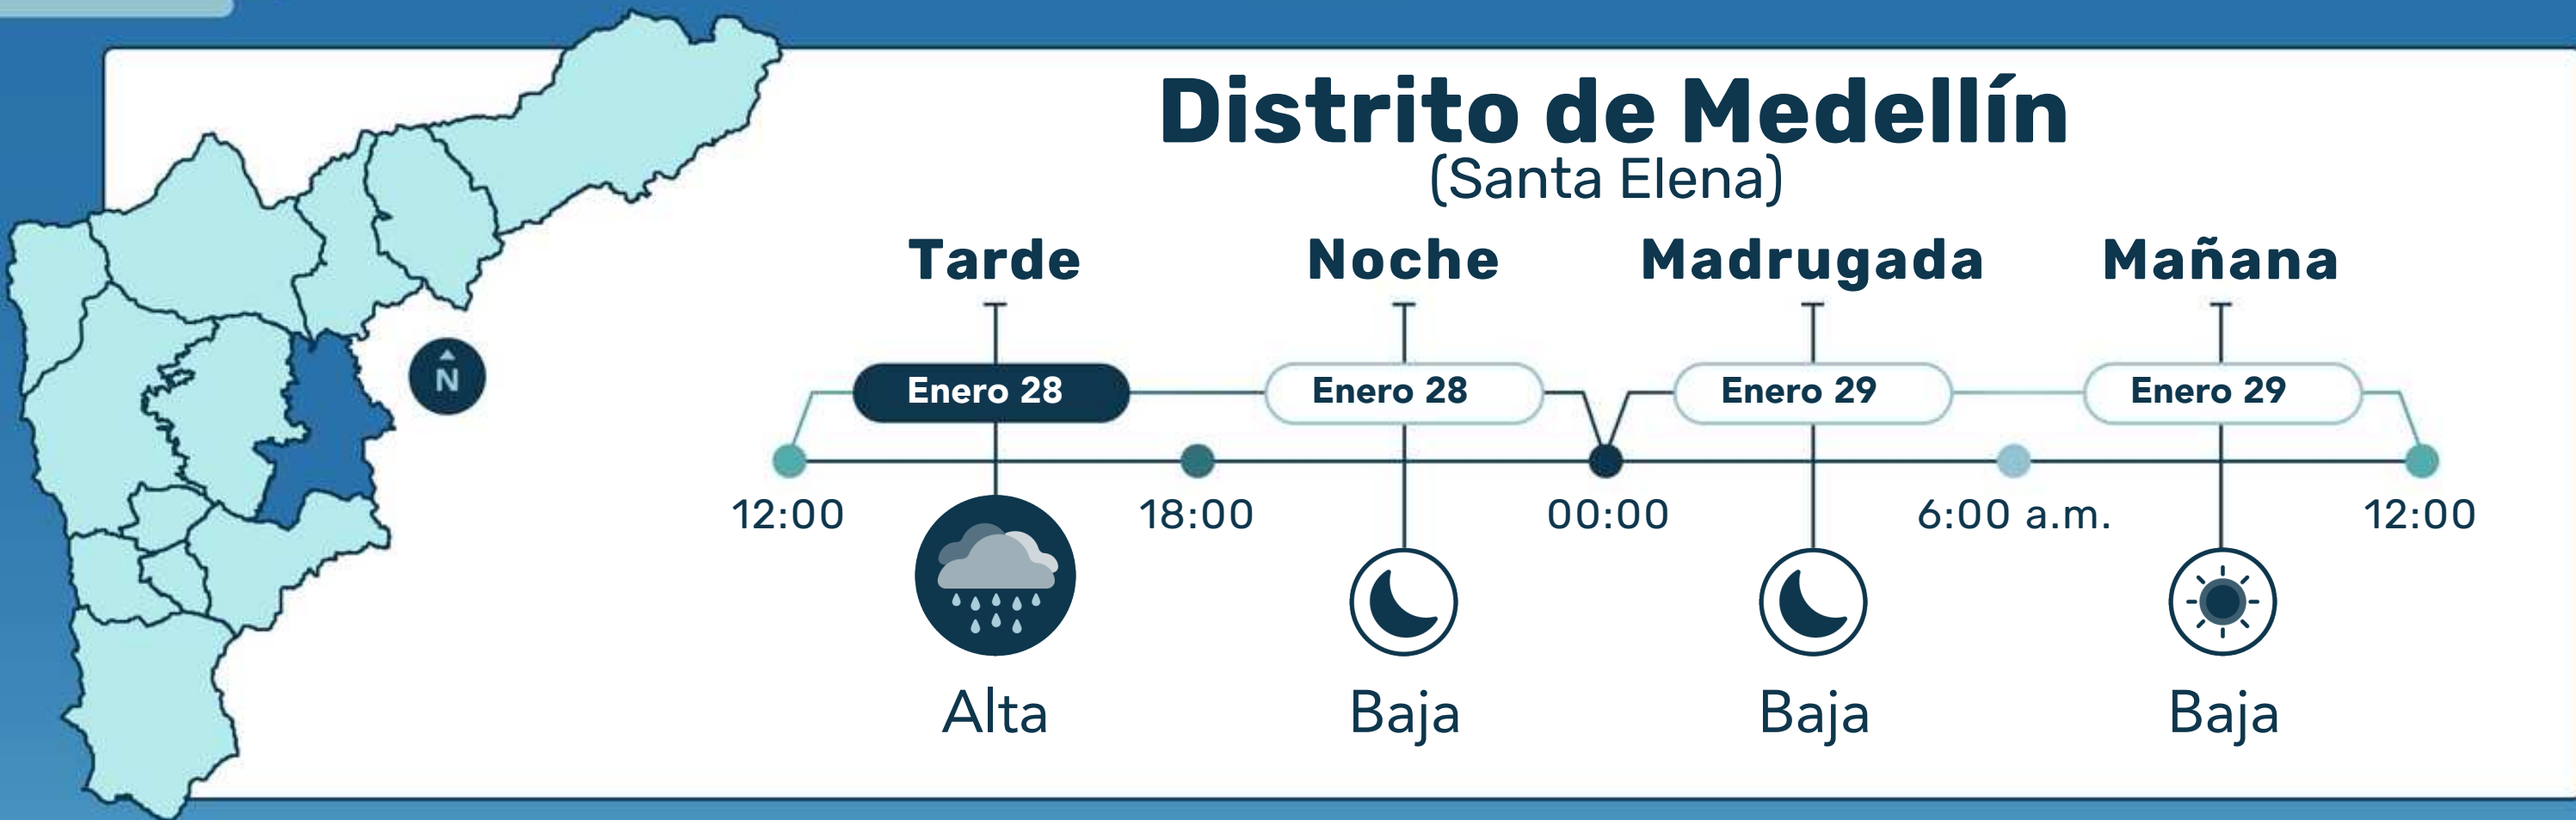 Distrito de Medellín
(Santa Elena)
Tarde Noche Madrugada Mañana
N
Enero 28 Enero 28 Enero 29 Enero 29
12:00 18:00 00:00 6:00 a.m. 12:00
Alta Baja Baja Baja